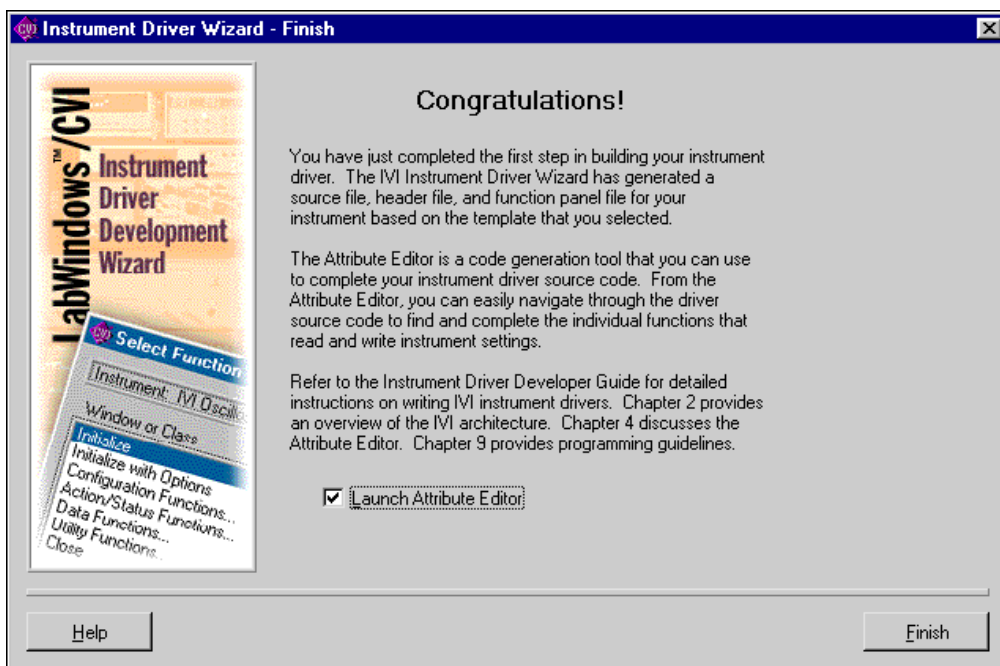 CVI Instrument Driver Wizard - Finish
LabWindows™/CVI
Instrument
Driver
Development
Wizard
CVI Select Function
Instrument: IVI Oscill
Window or Class
Initialize
Initialize with Options
Configuration Functions...
Action/Status Functions...
Data Functions...
Utility Functions...
Close
Congratulations!
You have just completed the first step in building your instrument
driver. The IVI Instrument Driver Wizard has generated a
source file, header file, and function panel file for your
instrument based on the template that you selected.
The Attribute Editor is a code generation tool that you can use
to complete your instrument driver source code. From the
Attribute Editor, you can easily navigate through the driver
source code to find and complete the individual functions that
read and write instrument settings.
Refer to the Instrument Driver Developer Guide for detailed
instructions on writing IVI instrument drivers. Chapter 2 provides
an overview of the IVI architecture. Chapter 4 discusses the
Attribute Editor. Chapter 9 provides programming guidelines.
Launch Attribute Editor
Help
Finish